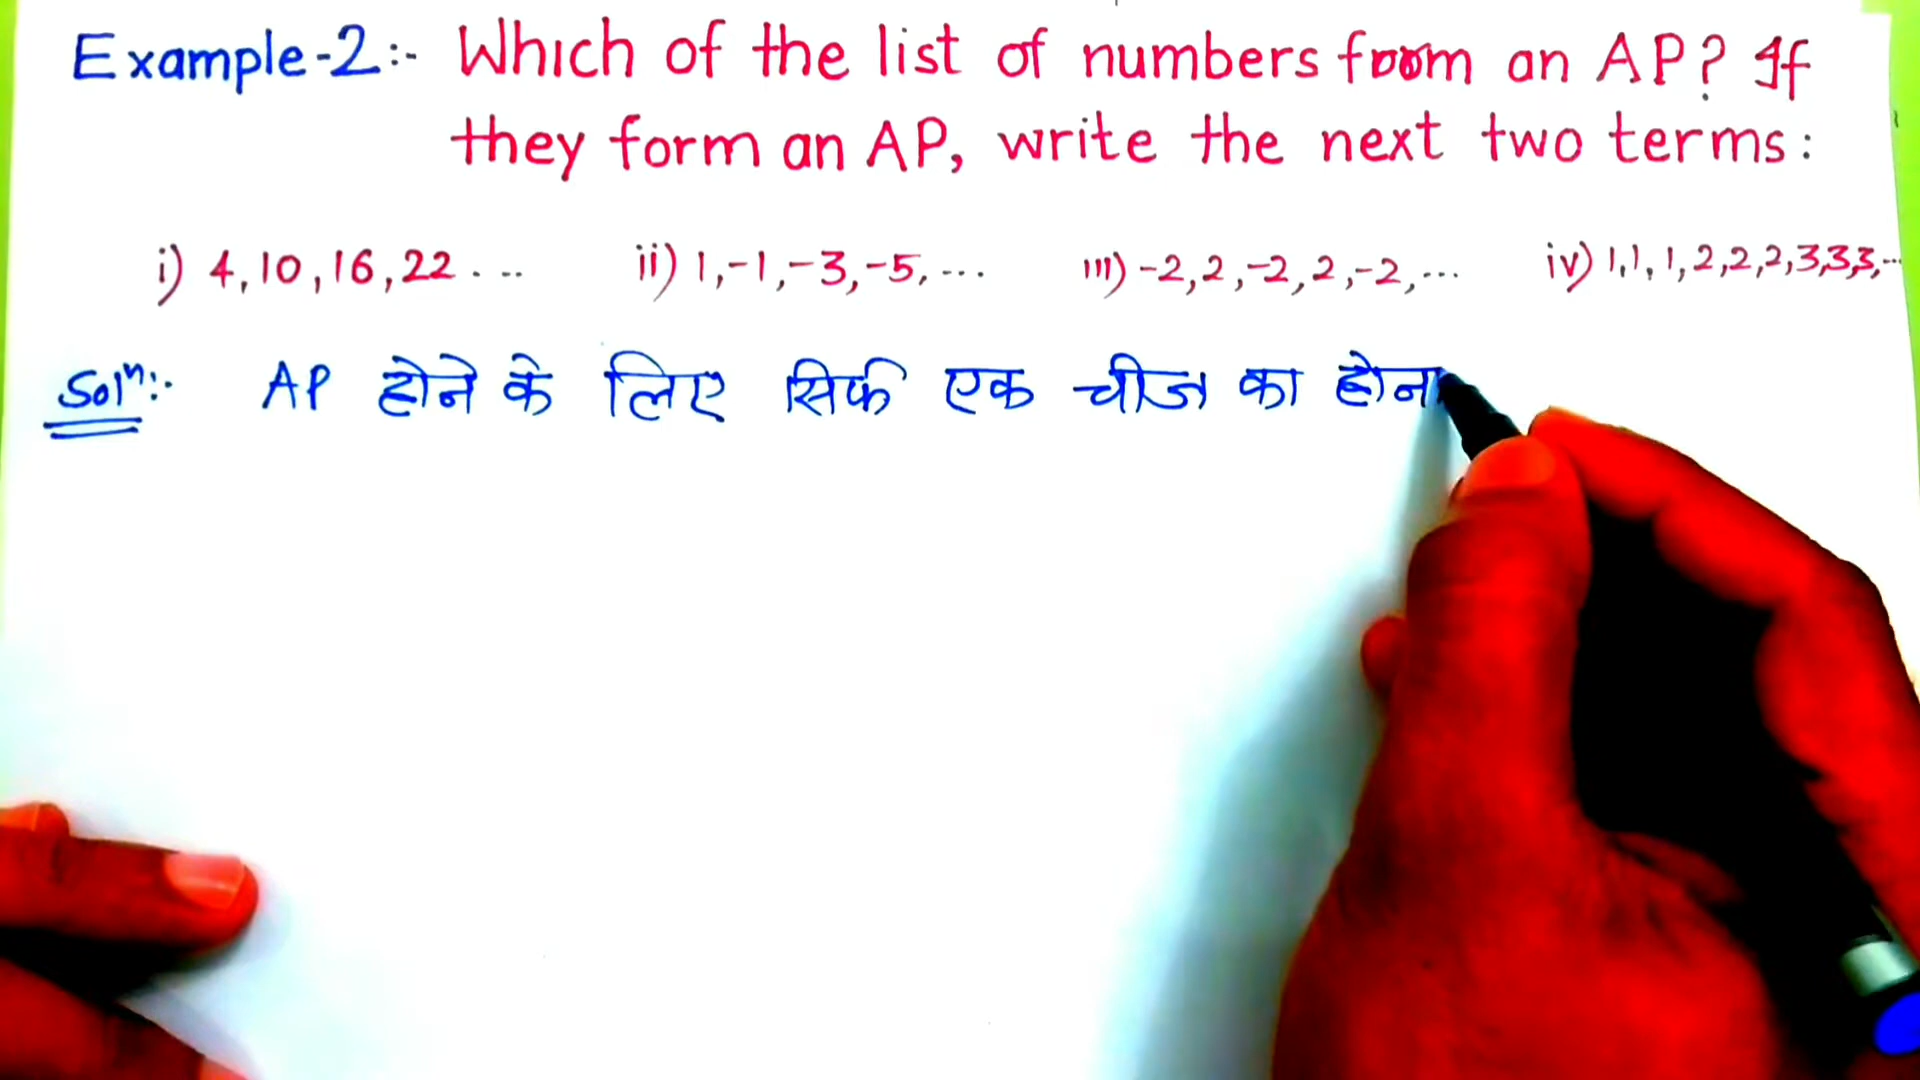 Example-2:- Which of the list of numbers from an AP? If
they form an AP, write the next two terms:
i) 4, 10, 16, 22 . ... ii) 1, -1, -3, -5, ... iii) -2, 2, -2, 2, -2, ... iv) 1, 1, 1, 2, 2, 2, 3, 3, 3, ...
Solⁿ:- AP होने के लिए सिर्फ एक चीज का होना